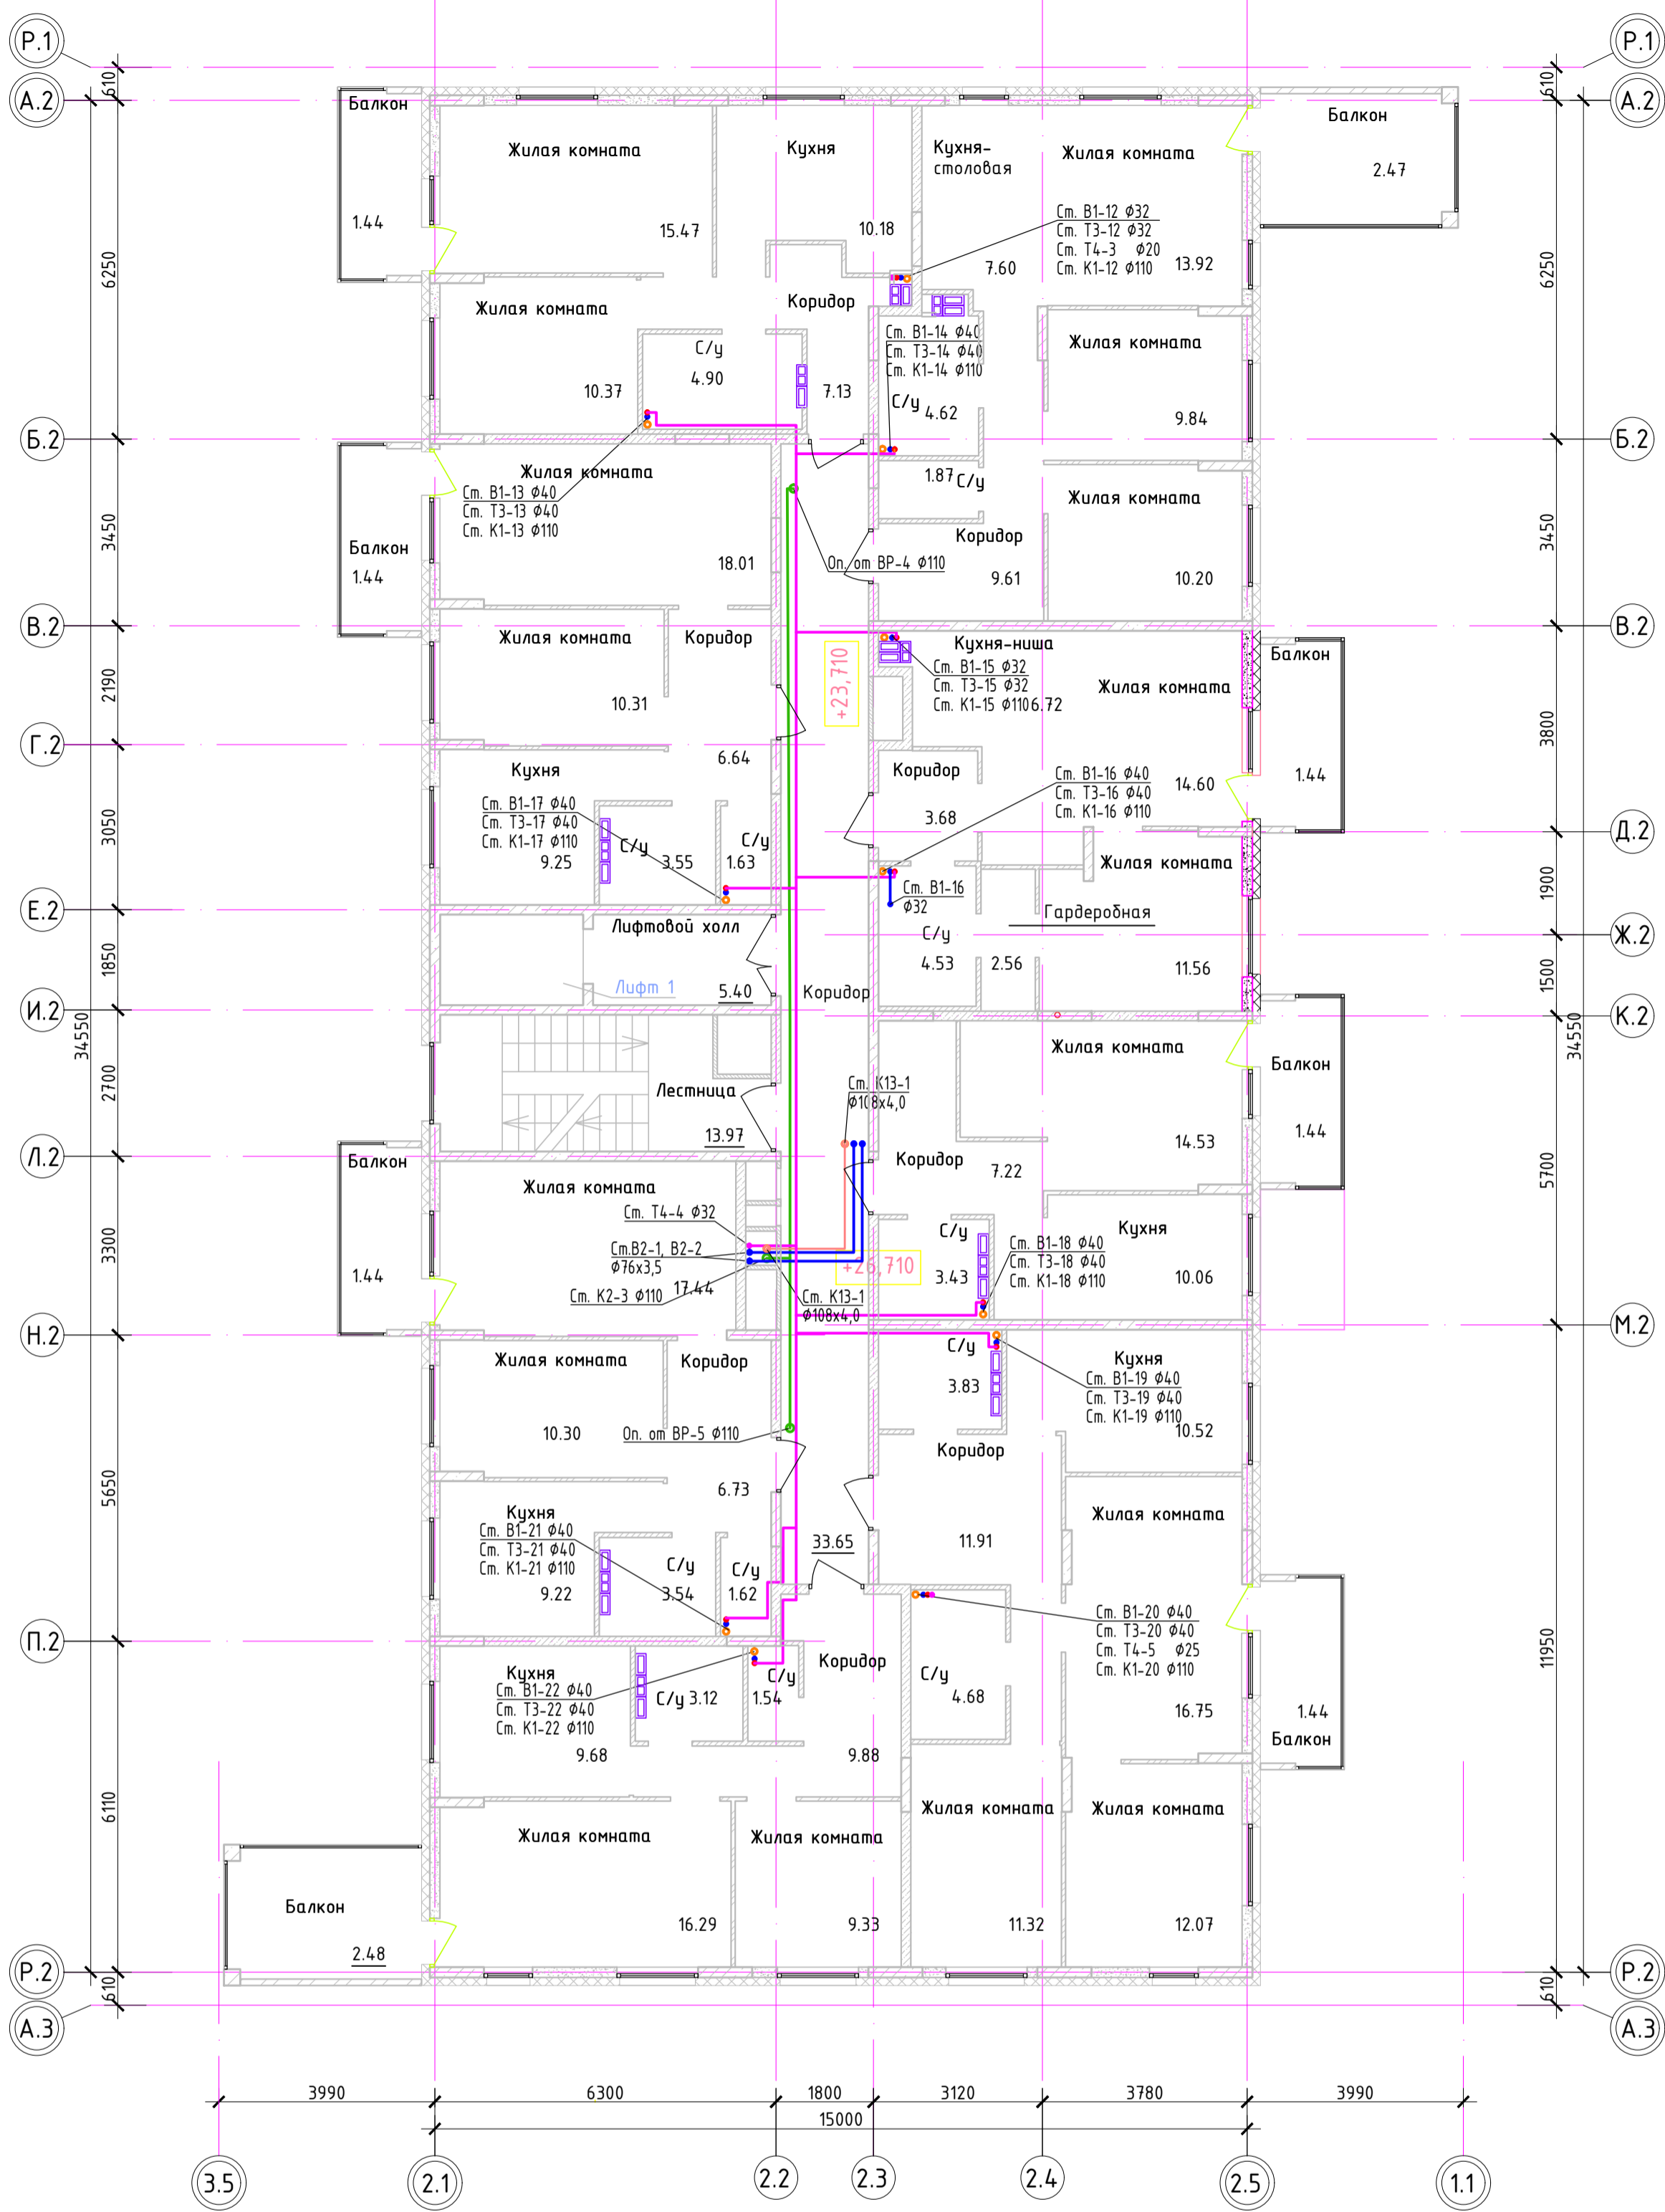 Р.1
Р.1
610
610
А.2
А.2
Балкон
Балкон
Жилая комната
Кухня
Кухня-
столовая
Жилая комната
2.47
1.44
15.47
10.18
Ст. В1-12 Ф32
Ст. Т3-12 Ф32
Ст. Т4-3 Ф20
Ст. К1-12 Ф110
7.60
13.92
6250
6250
Жилая комната
Коридор
Ст. В1-14 Ф40
Ст. Т3-14 Ф40
Ст. К1-14 Ф110
Жилая комната
С/у
4.90
10.37
7.13
С/у
4.62
9.84
Б.2
Б.2
Жилая комната
1.87
С/у
Жилая комната
Ст. В1-13 Ф40
Ст. Т3-13 Ф40
Ст. К1-13 Ф110
3450
3450
Балкон
1.44
Коридор
18.01
Оп. от ВР-4 Ф110
9.61
10.20
В.2
В.2
Жилая комната
Коридор
Кухня-ниша
Балкон
Ст. В1-15 Ф32
Ст. Т3-15 Ф32
Ст. К1-15 Ф110
6.72
+23,710
Жилая комната
2190
10.31
3800
Г.2
6.64
Кухня
Коридор
Ст. В1-16 Ф40
Ст. Т3-16 Ф40
Ст. К1-16 Ф110
14.60
1.44
Ст. В1-17 Ф40
Ст. Т3-17 Ф40
Ст. К1-17 Ф110
3050
3.68
Д.2
С/у
С/у
9.25
3.55
1.63
Жилая комната
Ст. В1-16
Ф32
1900
Е.2
Гардеробная
Лифтовой холл
Ж.2
С/у
1850
4.53
2.56
11.56
1500
Лифт 1
5.40
Коридор
И.2
К.2
34550
34550
Жилая комната
Балкон
2700
Лестница
Ст. К13-1
Ф108х4,0
13.97
14.53
1.44
Л.2
Балкон
Коридор
7.22
5700
Жилая комната
Ст. Т4-4 Ф32
С/у
Кухня
3300
Ст.В2-1, В2-2
Ф76х3,5
Ст. В1-18 Ф40
Ст. Т3-18 Ф40
Ст. К1-18 Ф110
1.44
+26,710
3.43
10.06
17.44
Ст. К2-3 Ф110
Ст. К13-1
Ф108х4,0
Н.2
М.2
Жилая комната
Коридор
С/у
Кухня
3.83
Ст. В1-19 Ф40
Ст. Т3-19 Ф40
Ст. К1-19 Ф110
10.52
10.30
Оп. от ВР-5 Ф110
Коридор
5650
6.73
Кухня
Жилая комната
Ст. В1-21 Ф40
Ст. Т3-21 Ф40
Ст. К1-21 Ф110
33.65
11.91
С/у
С/у
9.22
3.54
1.62
Ст. В1-20 Ф40
Ст. Т3-20 Ф40
Ст. Т4-5 Ф25
Ст. К1-20 Ф110
11950
П.2
Кухня
Коридор
С/у
С/у
Ст. В1-22 Ф40
Ст. Т3-22 Ф40
Ст. К1-22 Ф110
С/у
3.12
1.54
4.68
16.75
1.44
Балкон
9.68
9.88
6110
Жилая комната
Жилая комната
Жилая комната
Жилая комната
Балкон
16.29
9.33
11.32
12.07
2.48
Р.2
Р.2
610
610
А.3
А.3
3990
6300
1800
3120
3780
3990
15000
3.5
2.1
2.2
2.3
2.4
2.5
1.1